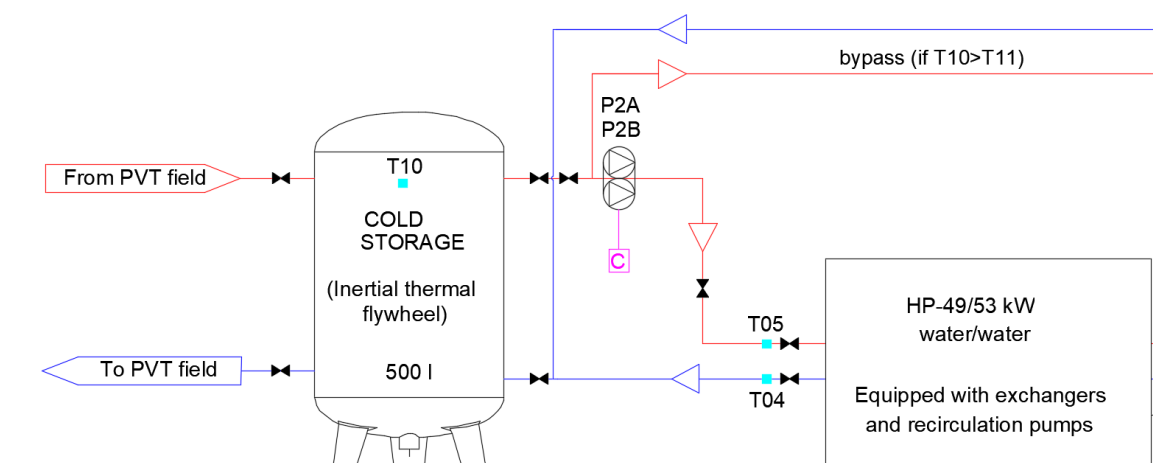 bypass (if T10>T11)
P2A
P2B
From PVT field
T10
COLD
STORAGE
C
(Inertial thermal
flywheel)
HP-49/53 kW
water/water
T05
To PVT field
500 l
T04
Equipped with exchangers
and recirculation pumps